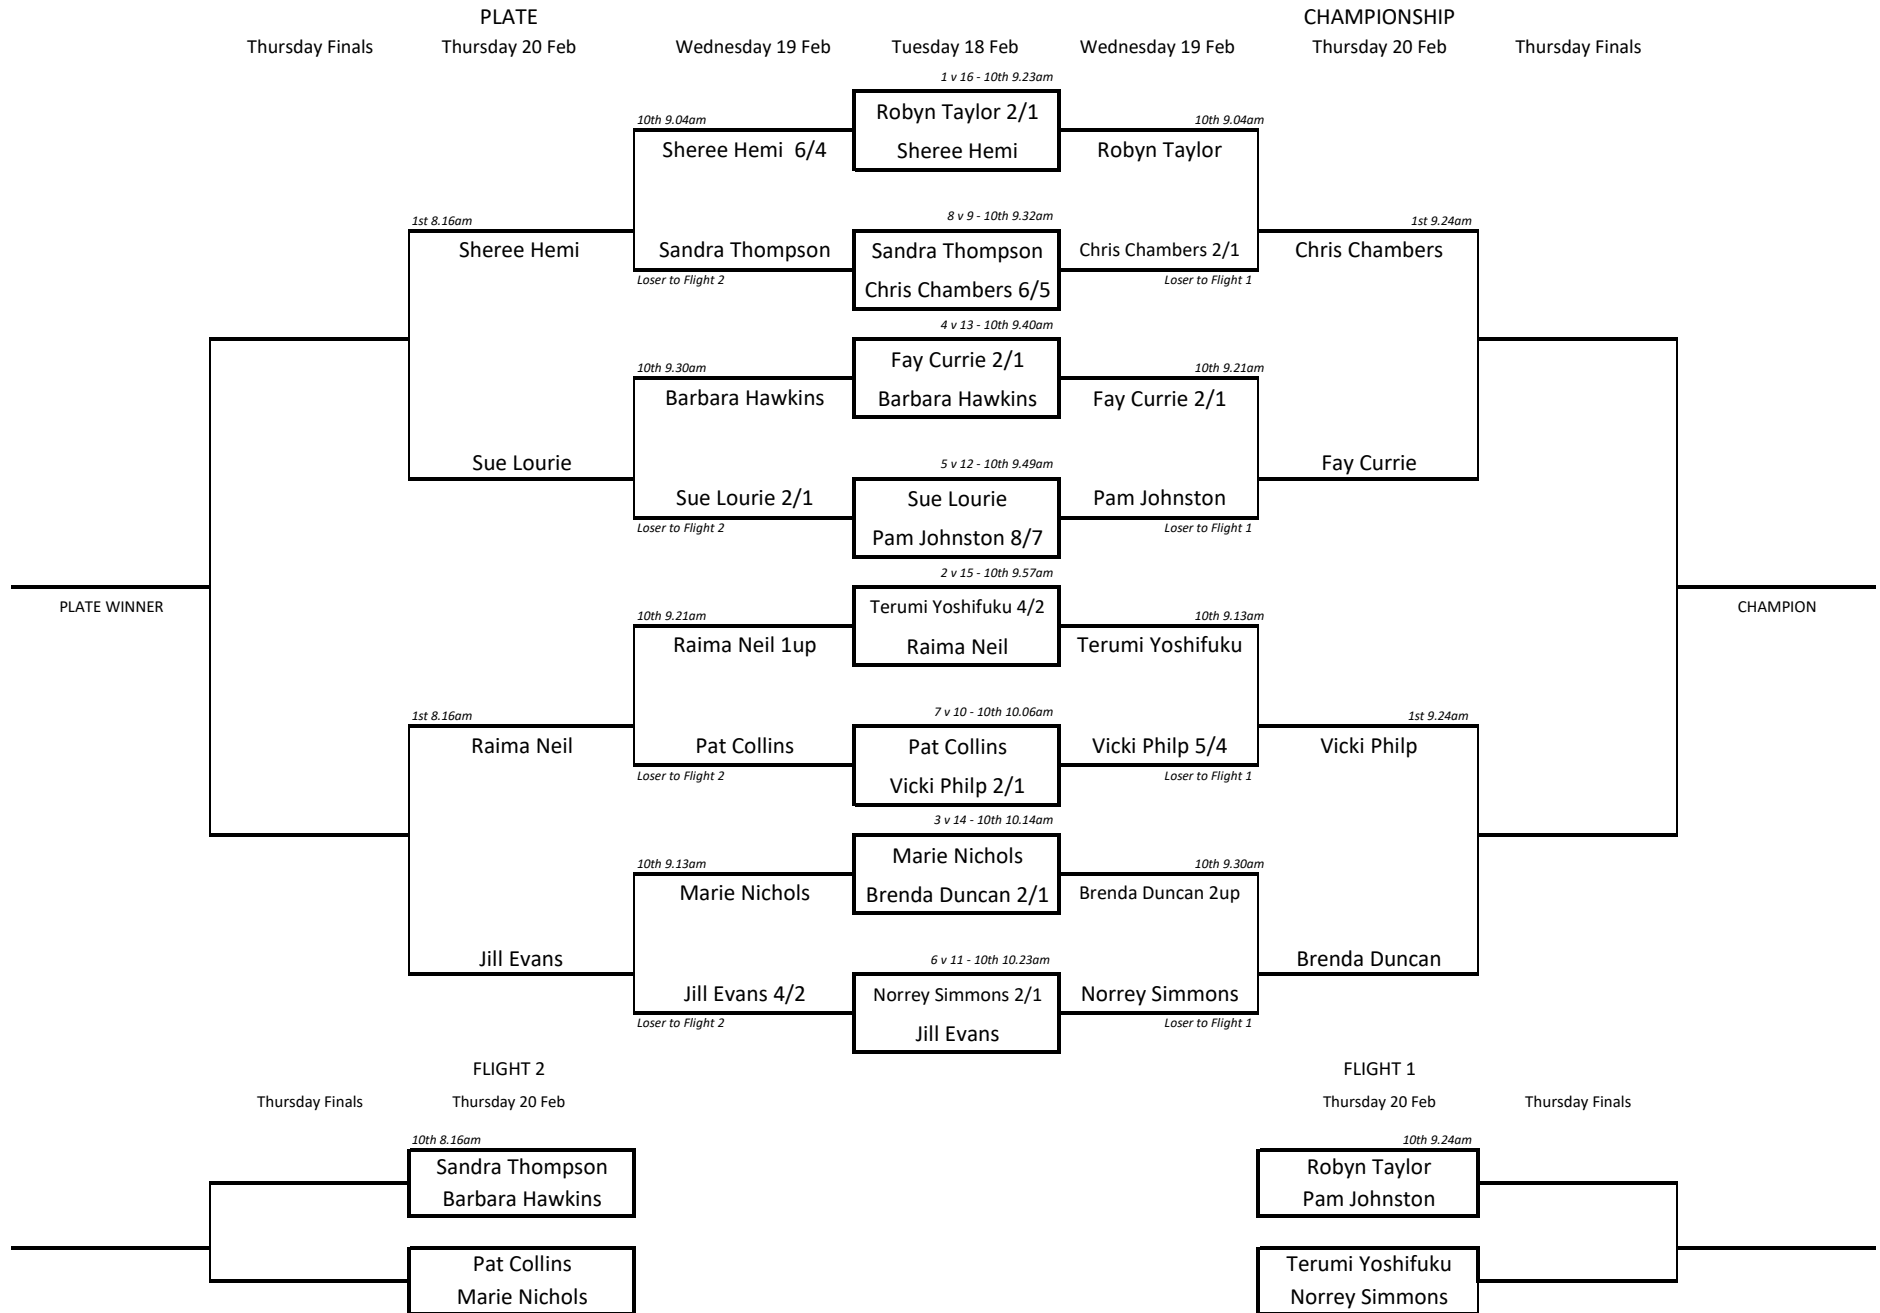 PLATE
CHAMPIONSHIP
Thursday Finals
Thursday 20 Feb
Wednesday 19 Feb
Tuesday 18 Feb
Wednesday 19 Feb
Thursday 20 Feb
Thursday Finals
1 v 16 - 10th 9.23am
Robyn Taylor 2/1
10th 9.04am
10th 9.04am
Sheree Hemi 6/4
Sheree Hemi
Robyn Taylor
1st 8.16am
8 v 9 - 10th 9.32am
1st 9.24am
Sheree Hemi
Sandra Thompson
Sandra Thompson
Chris Chambers 2/1
Chris Chambers
Loser to Flight 2
Chris Chambers 6/5
Loser to Flight 1
4 v 13 - 10th 9.40am
Fay Currie 2/1
10th 9.30am
10th 9.21am
Barbara Hawkins
Barbara Hawkins
Fay Currie 2/1
Sue Lourie
5 v 12 - 10th 9.49am
Fay Currie
Sue Lourie 2/1
Sue Lourie
Pam Johnston
Loser to Flight 2
Pam Johnston 8/7
Loser to Flight 1
2 v 15 - 10th 9.57am
PLATE WINNER
Terumi Yoshifuku 4/2
CHAMPION
10th 9.21am
10th 9.13am
Raima Neil 1up
Raima Neil
Terumi Yoshifuku
1st 8.16am
7 v 10 - 10th 10.06am
1st 9.24am
Raima Neil
Pat Collins
Pat Collins
Vicki Philp 5/4
Vicki Philp
Loser to Flight 2
Vicki Philp 2/1
Loser to Flight 1
3 v 14 - 10th 10.14am
Marie Nichols
10th 9.13am
10th 9.30am
Marie Nichols
Brenda Duncan 2/1
Brenda Duncan 2up
Jill Evans
6 v 11 - 10th 10.23am
Brenda Duncan
Jill Evans 4/2
Norrey Simmons 2/1
Norrey Simmons
Loser to Flight 2
Jill Evans
Loser to Flight 1
FLIGHT 2
FLIGHT 1
Thursday Finals
Thursday 20 Feb
Thursday 20 Feb
Thursday Finals
10th 8.16am
10th 9.24am
Sandra Thompson
Robyn Taylor
Barbara Hawkins
Pam Johnston
Pat Collins
Terumi Yoshifuku
Marie Nichols
Norrey Simmons